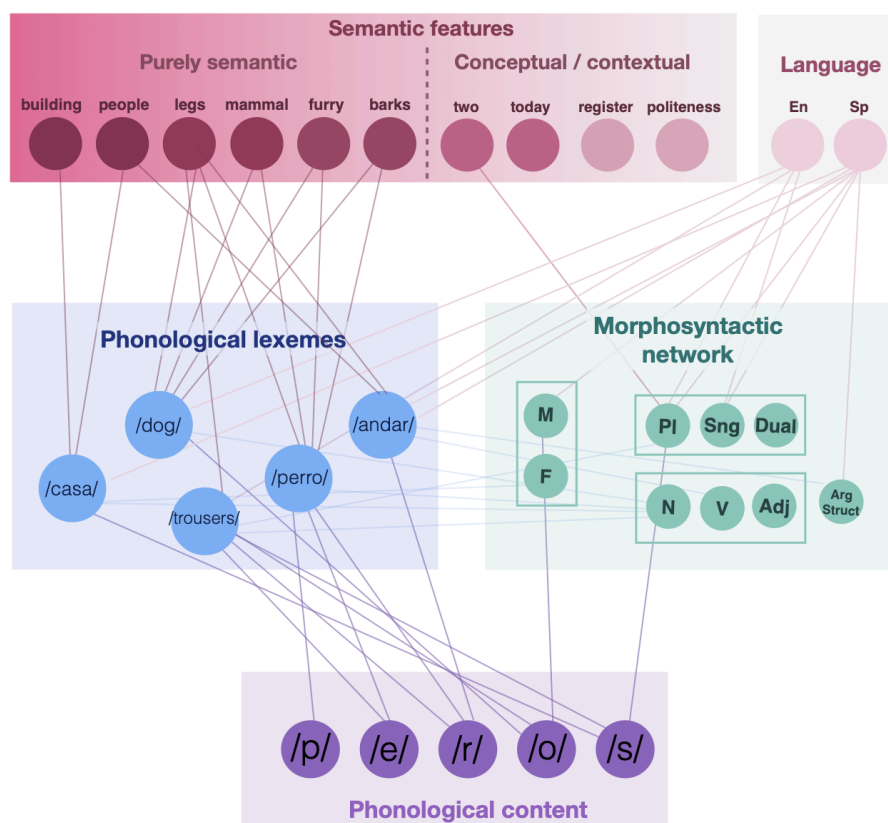 Semantic features
Purely semantic
Conceptual / contextual
Language
building people legs mammal furry barks two today register politeness En Sp
Phonological lexemes
Morphosyntactic
network
/dog/
/andar/
/casa/
/trousers/
/perro/
M
F
Pl Sng Dual
N V Adj
Arg
Struct
/p/ /e/ /r/ /o/ /s/
Phonological content